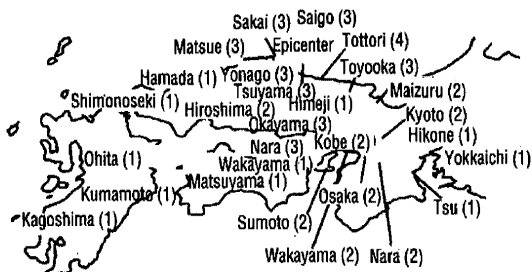 Sakai (3) Saigo (3)
Matsue (3) Epicenter Tottori (4)
Hamada (1) Yonago (3) Toyooka (3)
Tsuyama (3) Maizuru (2)
Shimonoseki (1) Hiroshima (2) Himeji (1) Kyoto (2)
Okayama (3) Hikone (1)
Nara (3) Kobe (2) Yokkaichi (1)
Ohita (1) Wakayama (1)
Kumamoto (1) Matsuyama (1) Osaka (2) Tsu (1)
Kagoshima (1) Sumoto (2)
Wakayama (2) Nara (2)